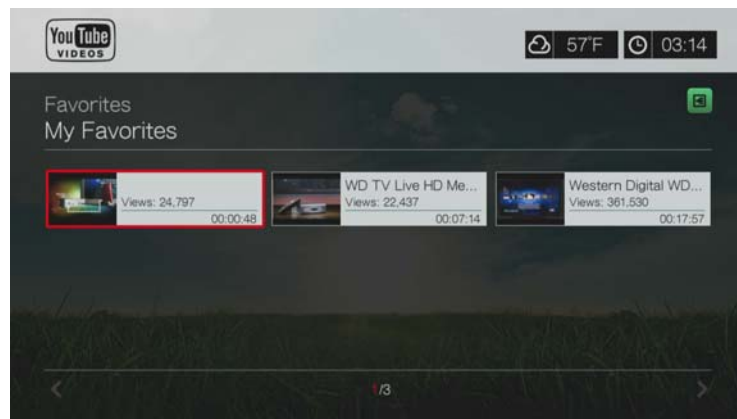 You Tube
VIDEOS
57°F
03:14
Favorites
My Favorites
Views: 24,797
00:00:48
WD TV Live HD Me...
Views: 22,437
00:07:14
Western Digital WD...
Views: 361,530
00:17:57
1/3